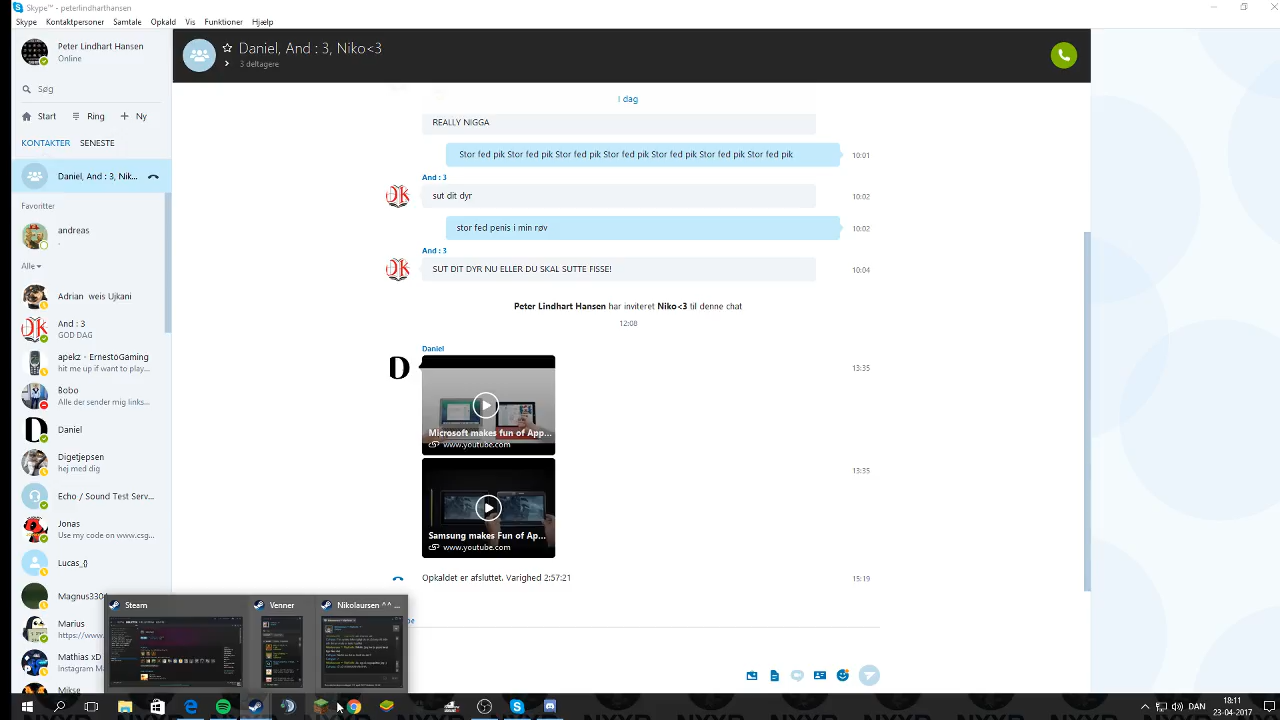 Skype™ - peterlindharthansen
Skype Kontaktpersoner Samtale Opkald Vis Funktioner Hjælp
Peter Lindhart Hansen
Online
Søg
Start Ring Ny
KONTAKTER SENESTE
Daniel, And : 3, Nik...
Favoritter
andreas
.
Alle
Adrian weis Ujkani
And : 3
GOD DAG
apekz - ErnestoGaming
hit me up if want to play...
Bobo
Alle der sender mig links...
Daniel
Digetjepsen
hej med dig
Echo / Sound Test Serv...
Jonas
Use my code on www.csg...
Lucas_g
Daniel, And : 3, Niko<3
3 deltagere
I dag
REALLY NIGGA
Stor fed pik Stor fed pik Stor fed pik Stor fed pik Stor fed pik Stor fed pik Stor fed pik
10:01
And : 3
sut dit dyr
10:02
stor fed penis i min røv
10:02
And : 3
SUT DIT DYR NU ELLER DU SKAL SUTTE FISSE!
10:04
Peter Lindhart Hansen har inviteret Niko<3 til denne chat
12:08
Daniel
D
13:35
Microsoft makes fun of App...
www.youtube.com
13:35
Samsung makes Fun of Ap...
www.youtube.com
Opkaldet er afsluttet. Varighed 2:57:21
15:19
Steam
Venner
Nikolaursen ^^ ...
DAN
18:11
23-04-2017